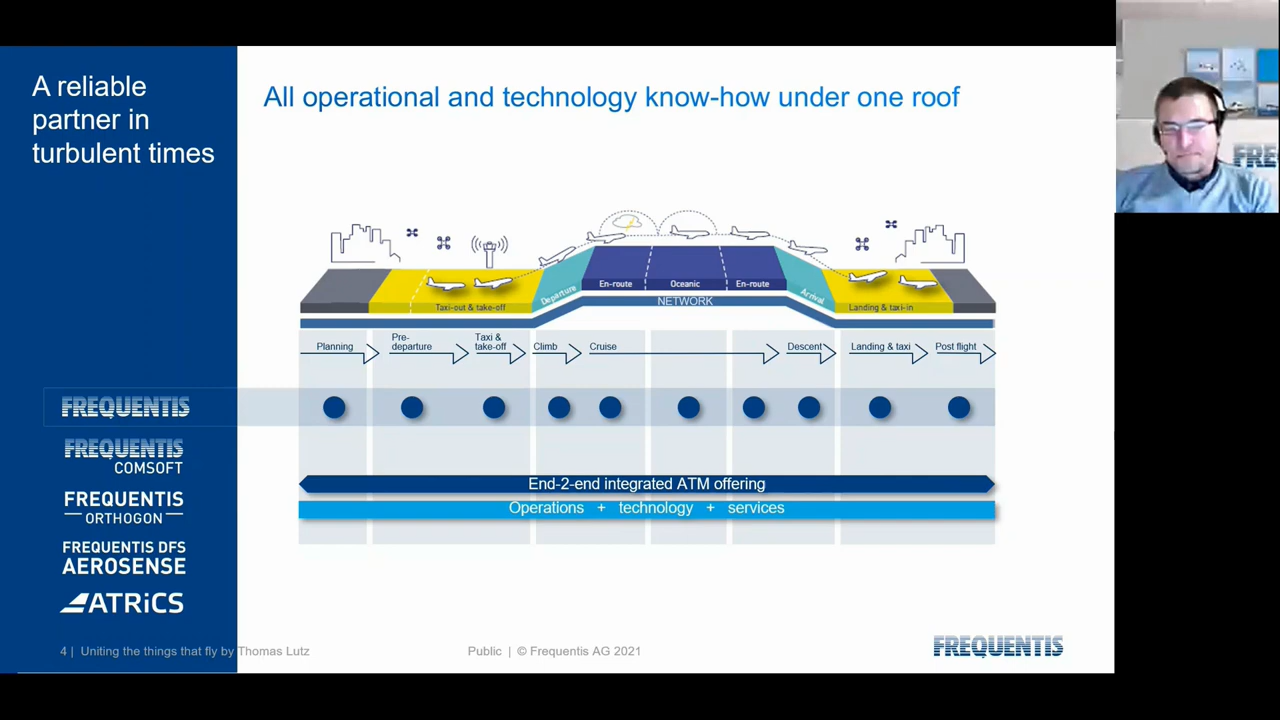 A reliable
partner in
turbulent times
All operational and technology know-how under one roof
Departure
En-route
Oceanic
En-route
Arrival
Taxi-out & take-off
NETWORK
Landing & taxi-in
Planning
Pre-
departure
Taxi &
take-off
Climb
Cruise
Descent
Landing & taxi
Post flight
FREQUENTIS
FREQUENTIS
COMSOFT
FREQUENTIS
ORTHOGON
FREQUENTIS DFS
AEROSENSE
ATRiCS
End-2-end integrated ATM offering
Operations + technology + services
4 | Uniting the things that fly by Thomas Lutz
Public | © Frequentis AG 2021
FREQUENTIS